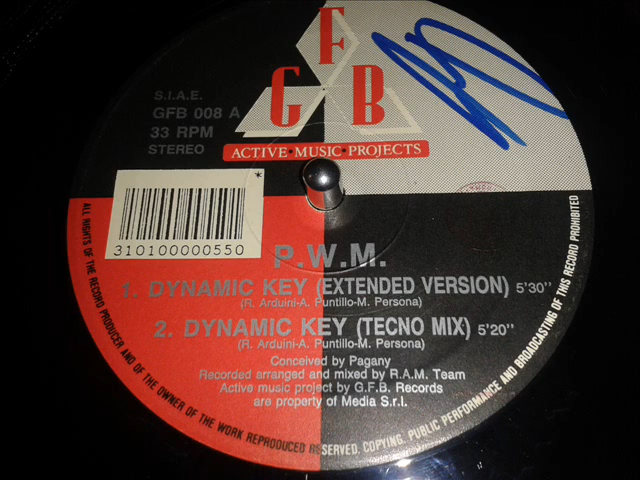 F
G B
ACTIVE • MUSIC • PROJECTS
S.I.A.E.
GFB 008 A
33 RPM
STEREO
*
310100000550
P.W.M.
1. DYNAMIC KEY (EXTENDED VERSION) 5'30''
(R. Arduini-A. Puntillo-M. Persona)
2. DYNAMIC KEY (TECNO MIX) 5'20''
(R. Arduini-A. Puntillo-M. Persona)
Conceived by Pagany
Recorded arranged and mixed by R.A.M. Team
Active music project by G.F.B. Records
are property of Media S.r.l.
ALL RIGHTS OF THE RECORD PRODUCER AND OF THE OWNER OF THE WORK REPRODUCED RESERVED. COPYING, PUBLIC PERFORMANCE AND BROADCASTING OF THIS RECORD PROHIBITED